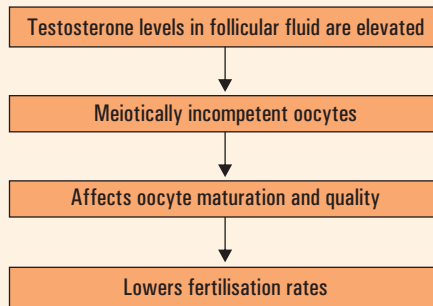 Testosterone levels in follicular fluid are elevated
Meiotically incompetent oocytes
Affects oocyte maturation and quality
Lowers fertilisation rates